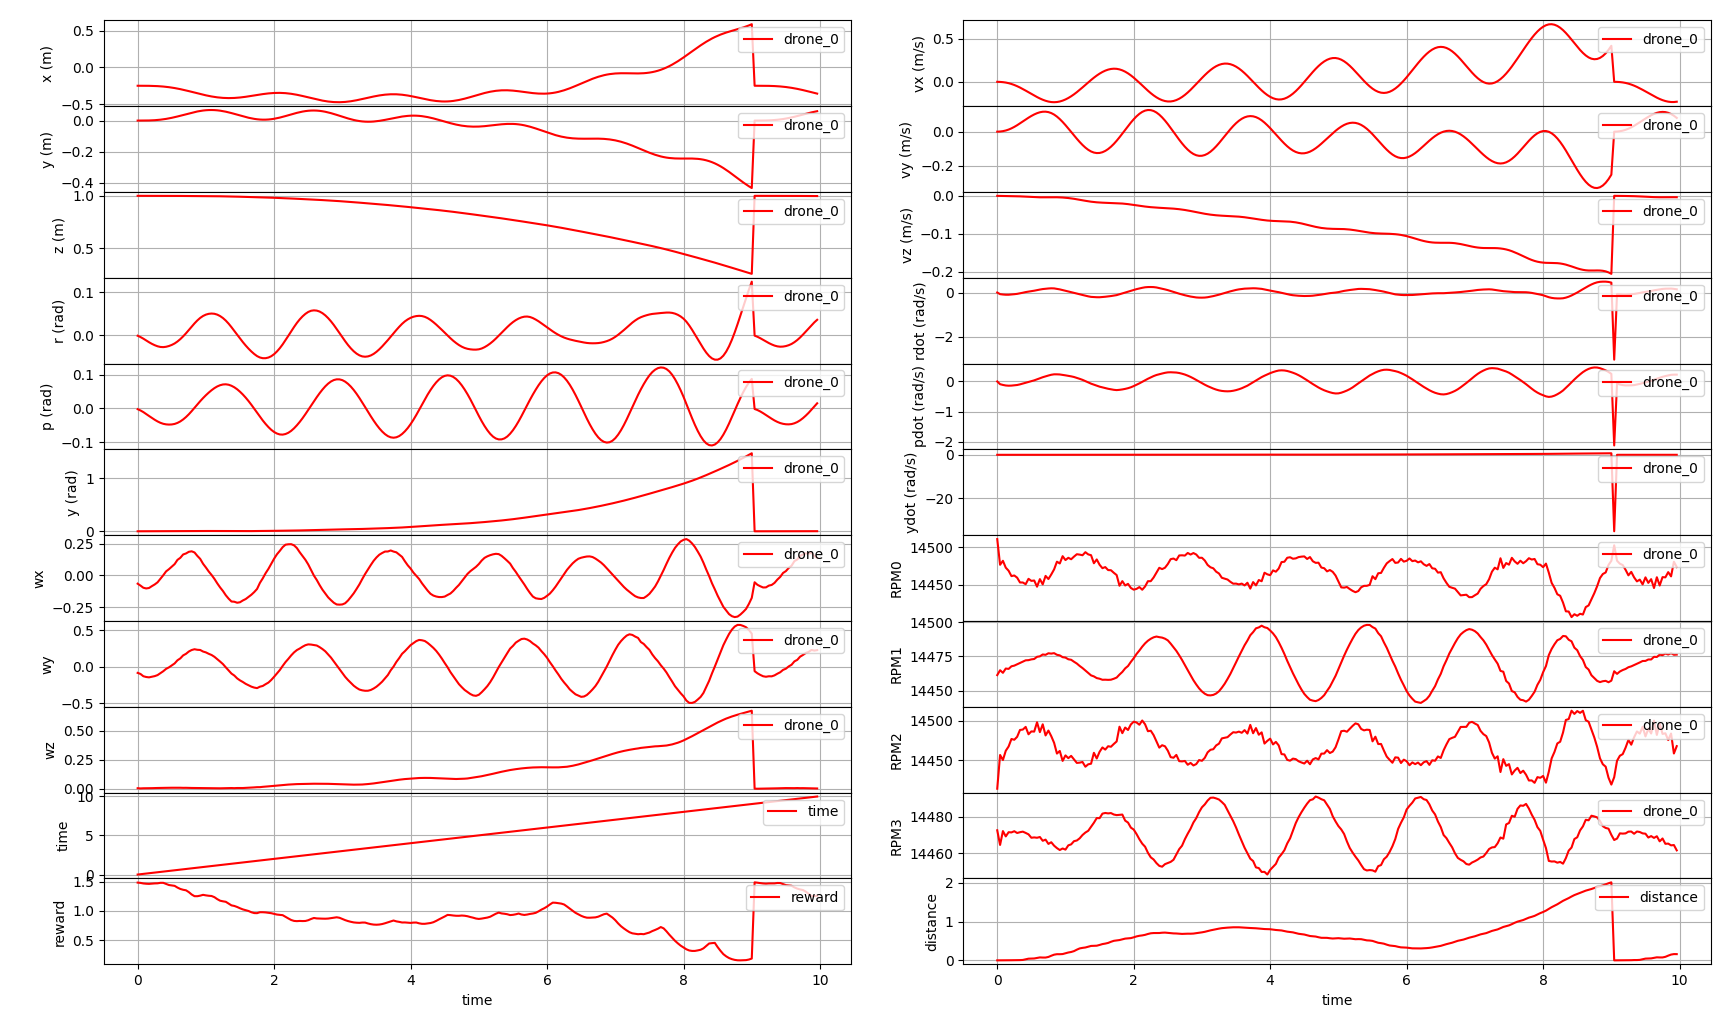 x (m)
0.5
0.0
−0.5
drone_0
y (m)
0.0
−0.2
−0.4
drone_0
z (m)
1.0
0.5
drone_0
r (rad)
0.1
0.0
drone_0
p (rad)
0.1
0.0
−0.1
drone_0
y (rad)
1
0
drone_0
wx
0.25
0.00
−0.25
drone_0
wy
0.5
0.0
−0.5
drone_0
wz
0.50
0.25
0.00
drone_0
time
10
5
0
time
reward
1.5
1.0
0.5
reward
0 2 4 6 8 10
time
vx (m/s)
0.5
0.0
drone_0
vy (m/s)
0.0
−0.2
drone_0
vz (m/s)
0.0
−0.1
−0.2
drone_0
rdot (rad/s)
0
−2
drone_0
pdot (rad/s)
0
−1
−2
drone_0
ydot (rad/s)
0
−20
drone_0
RPM0
14500
14450
drone_0
RPM1
14500
14475
14450
drone_0
RPM2
14500
14450
drone_0
RPM3
14480
14460
drone_0
distance
2
1
0
distance
0 2 4 6 8 10
time